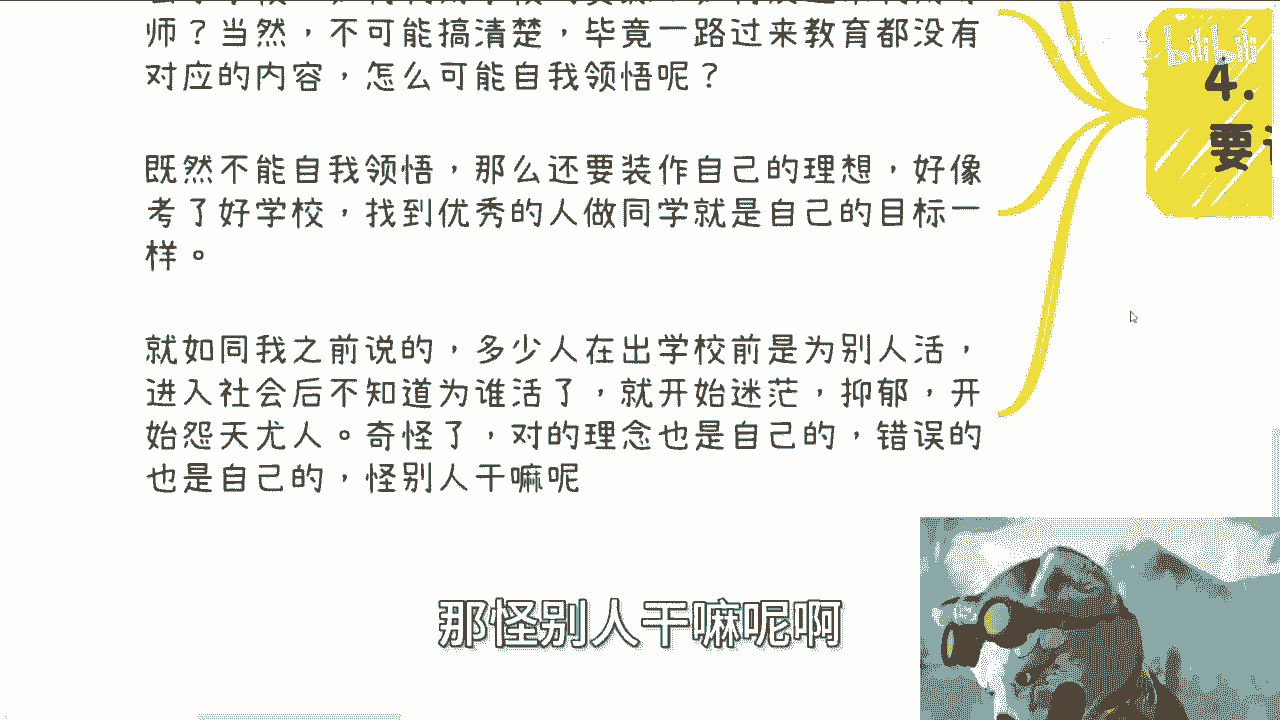 师？当然，不可能搞清楚，毕竟一路过来教育都没有
对应的内容，怎么可能自我领悟呢？
既然不能自我领悟，那么还要装作自己的理想，好像
考了好学校，找到优秀的人做同学就是自己的目标一
样。
就如同我之前说的，多少人在出学校前是为别人活，
进入社会后不知道为谁活了，就开始迷茫，抑郁，开
始怨天尤人。奇怪了，对的理念也是自己的，错误的
也是自己的，怪别人干嘛呢
bilibili
4.
要
那怪别人干嘛呢啊